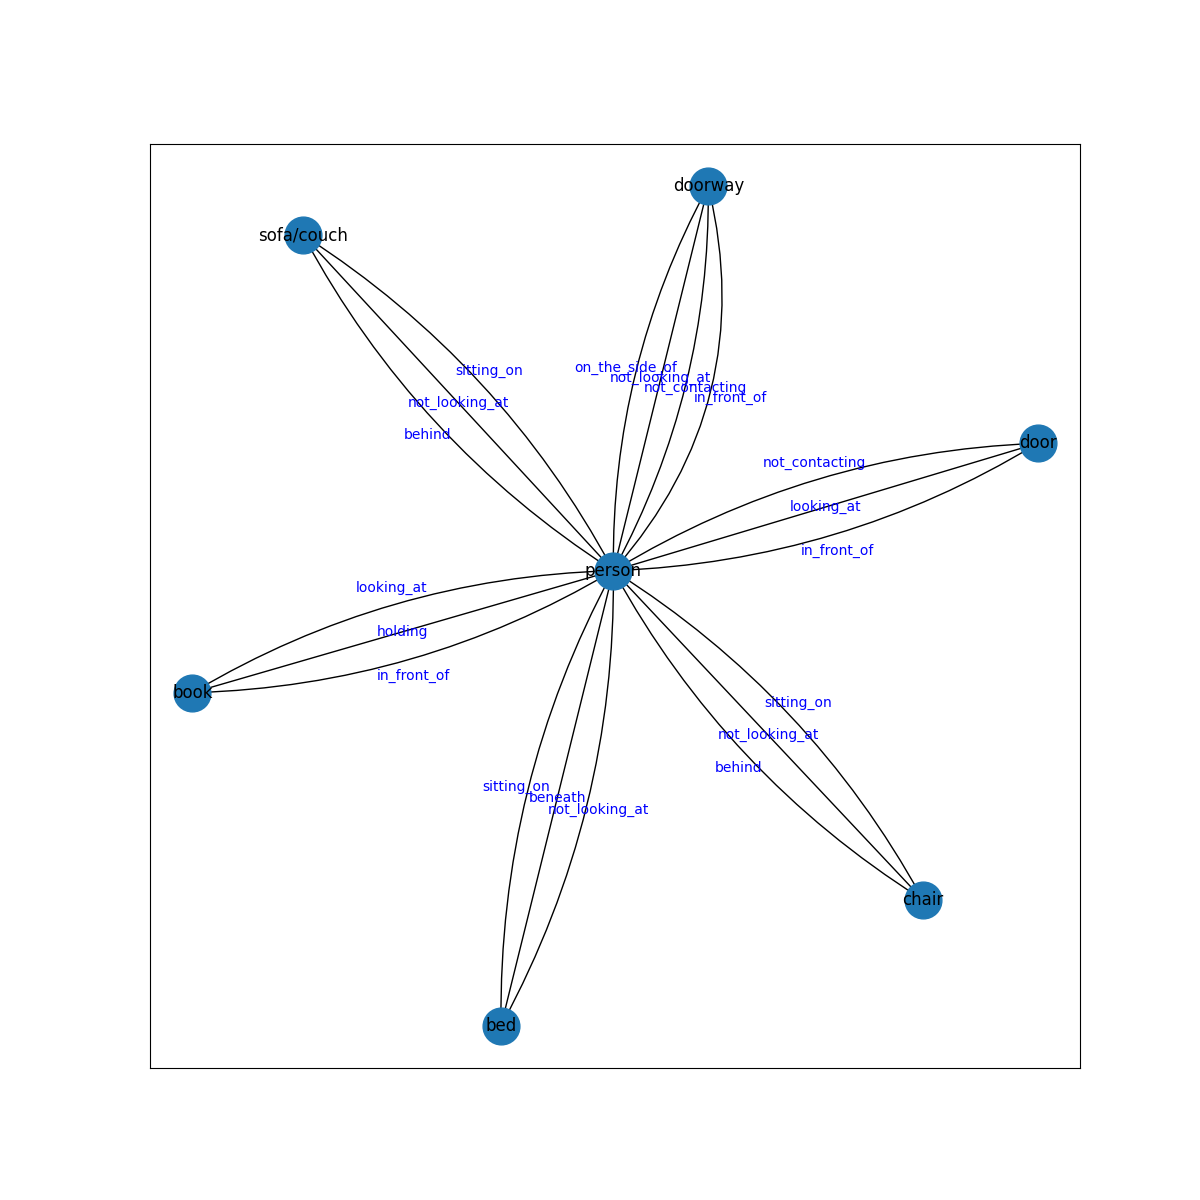 doorway
sofa/couch
on_the_side_of
sitting_on
not_looking_at
not_contacting
in_front_of
not_looking_at
behind
door
not_contacting
looking_at
in_front_of
person
looking_at
holding
in_front_of
book
sitting_on
not_looking_at
behind
sitting_on
beneath
not_looking_at
chair
bed